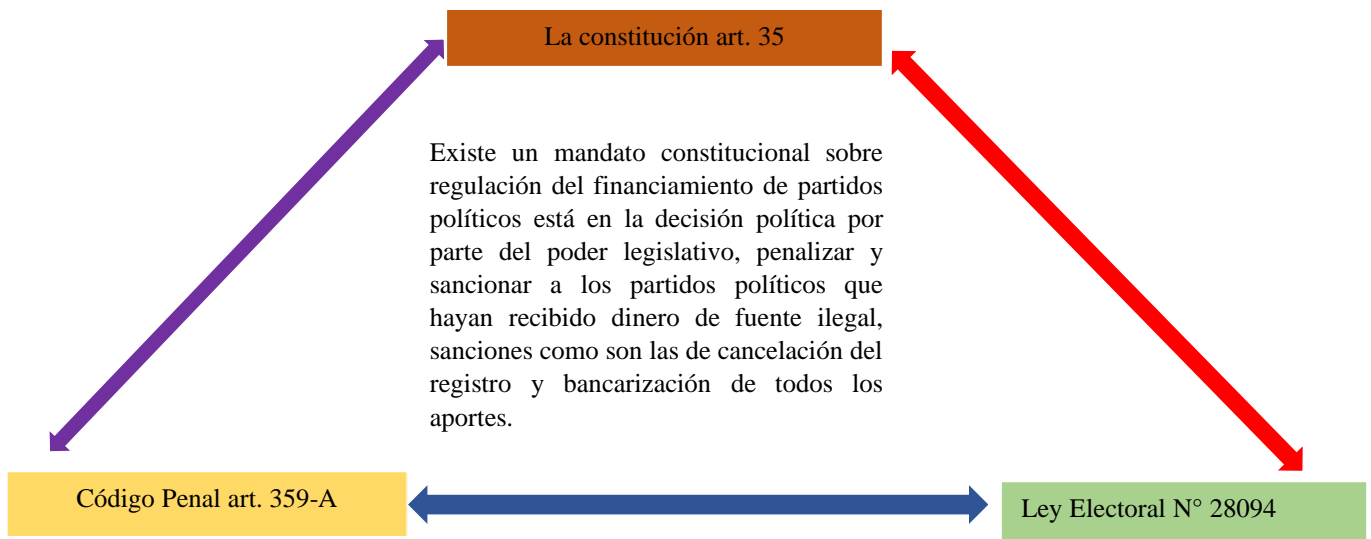 La constitución art. 35
Existe un mandato constitucional sobre
regulación del financiamiento de partidos
políticos está en la decisión política por
parte del poder legislativo, penalizar y
sancionar a los partidos políticos que
hayan recibido dinero de fuente ilegal,
sanciones como son las de cancelación del
registro y bancarización de todos los
aportes.
Código Penal art. 359-A
Ley Electoral N° 28094